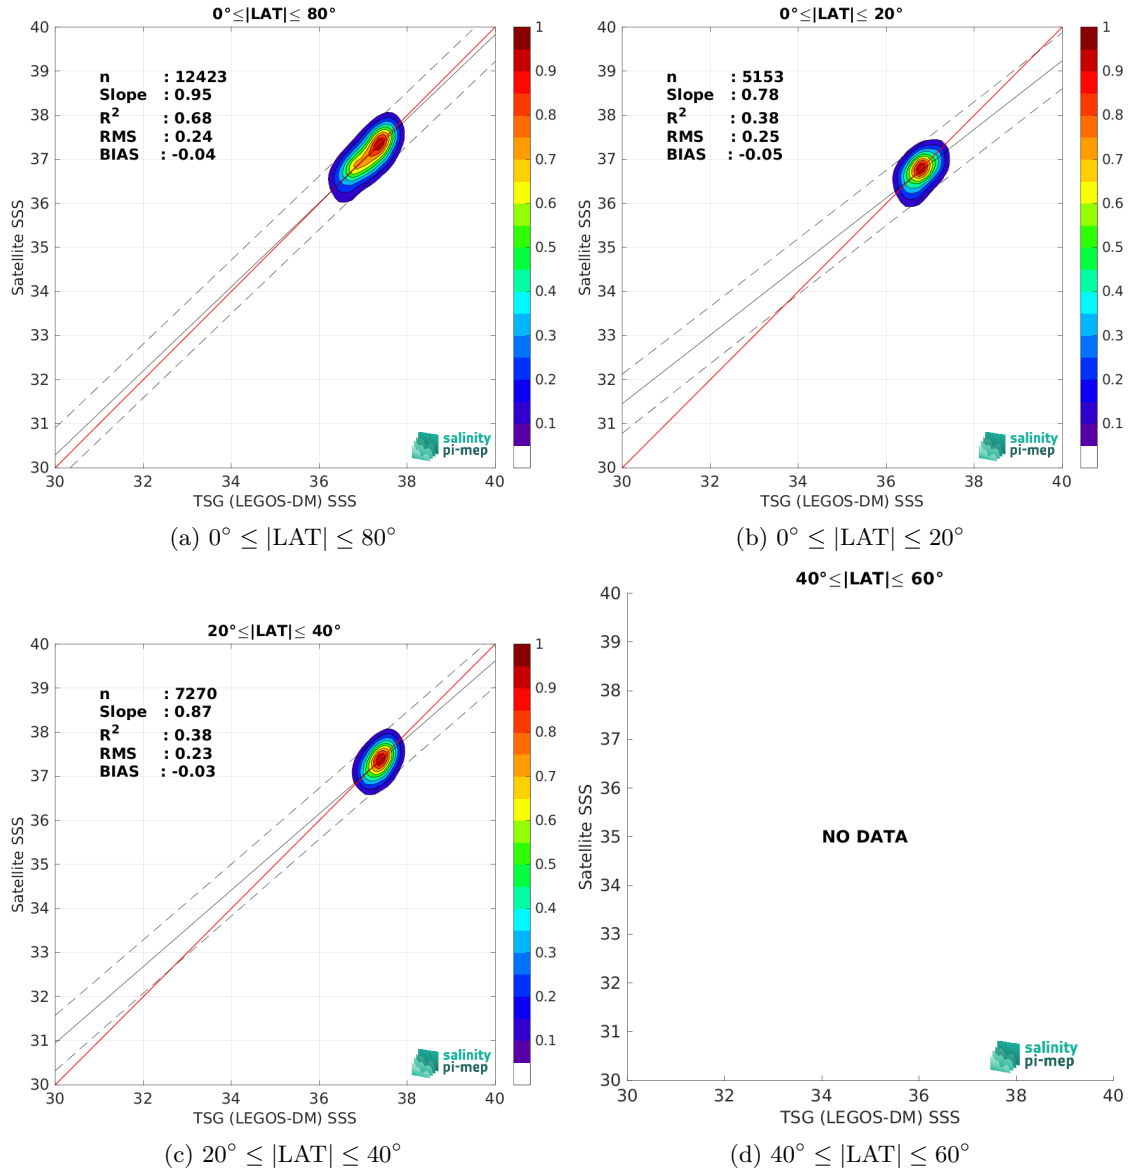 0°≤|LAT|≤ 80°
40
39
38
37
36
35
34
33
32
31
30
30 32 34 36 38 40
Satellite SSS
TSG (LEGOS-DM) SSS
n : 12423
Slope : 0.95
R² : 0.68
RMS : 0.24
BIAS : -0.04
1
0.9
0.8
0.7
0.6
0.5
0.4
0.3
0.2
0.1
salinity
pi-mep
(a) 0° ≤ |LAT| ≤ 80°
0°≤|LAT|≤ 20°
40
39
38
37
36
35
34
33
32
31
30
30 32 34 36 38 40
Satellite SSS
TSG (LEGOS-DM) SSS
n : 5153
Slope : 0.78
R² : 0.38
RMS : 0.25
BIAS : -0.05
1
0.9
0.8
0.7
0.6
0.5
0.4
0.3
0.2
0.1
salinity
pi-mep
(b) 0° ≤ |LAT| ≤ 20°
20°≤|LAT|≤ 40°
40
39
38
37
36
35
34
33
32
31
30
30 32 34 36 38 40
Satellite SSS
TSG (LEGOS-DM) SSS
n : 7270
Slope : 0.87
R² : 0.38
RMS : 0.23
BIAS : -0.03
1
0.9
0.8
0.7
0.6
0.5
0.4
0.3
0.2
0.1
salinity
pi-mep
(c) 20° ≤ |LAT| ≤ 40°
40°≤|LAT|≤ 60°
40
39
38
37
36
35
34
33
32
31
30
30 32 34 36 38 40
Satellite SSS
TSG (LEGOS-DM) SSS
NO DATA
salinity
pi-mep
(d) 40° ≤ |LAT| ≤ 60°